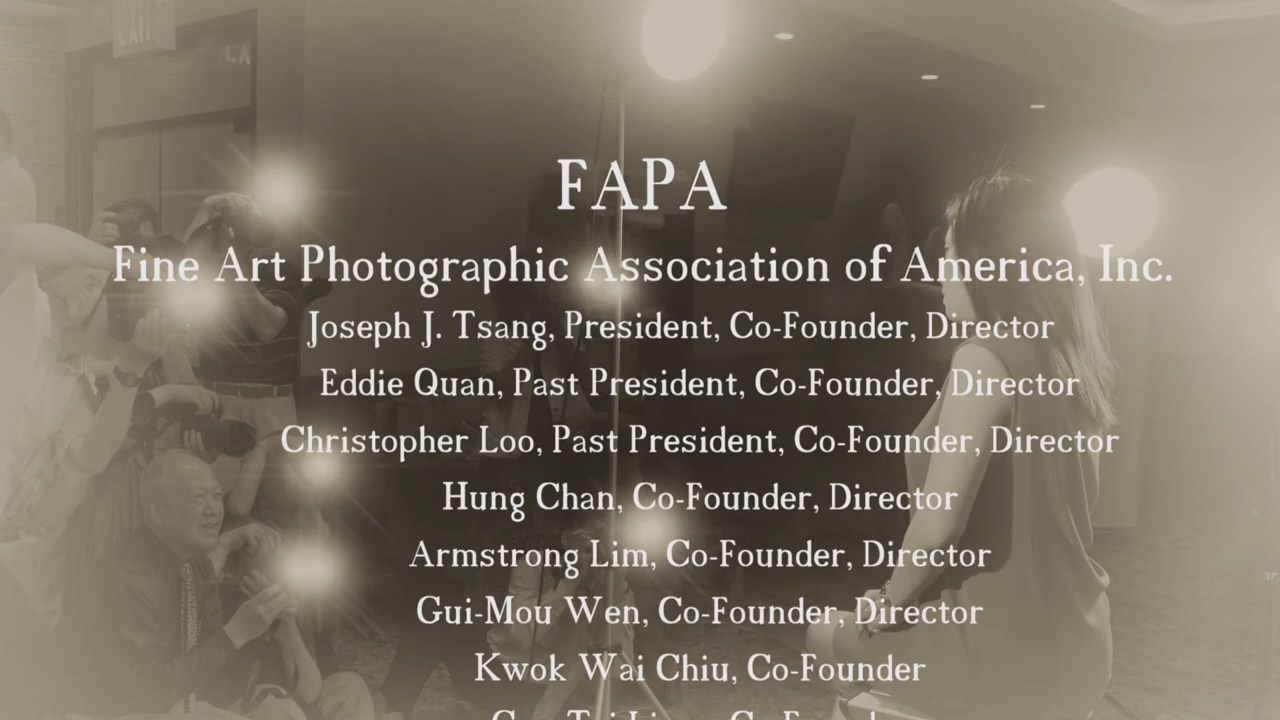 EXIT
FAPA
Fine Art Photographic Association of America, Inc.
Joseph J. Tsang, President, Co-Founder, Director
Eddie Quan, Past President, Co-Founder, Director
Christopher Loo, Past President, Co-Founder, Director
Hung Chan, Co-Founder, Director
Armstrong Lim, Co-Founder, Director
Gui-Mou Wen, Co-Founder, Director
Kwok Wai Chiu, Co-Founder